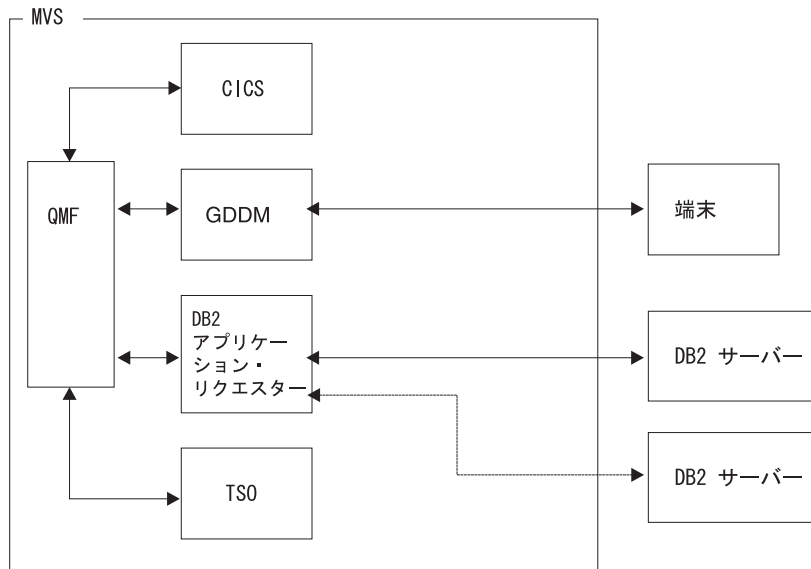 MVS
CICS
QMF
GDDM
端末
DB2
アプリケー
ション・
リクエスター
DB2 サーバー
DB2 サーバー
TSO